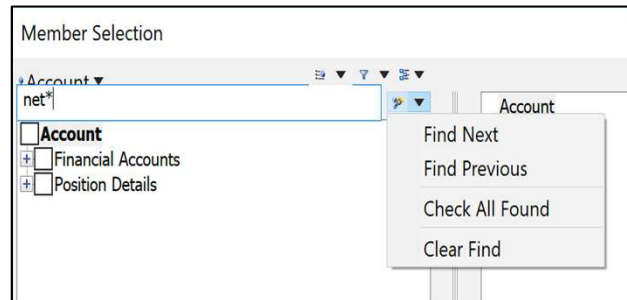 Member Selection
Account
net*
Account
Account
Financial Accounts
Position Details
Find Next
Find Previous
Check All Found
Clear Find